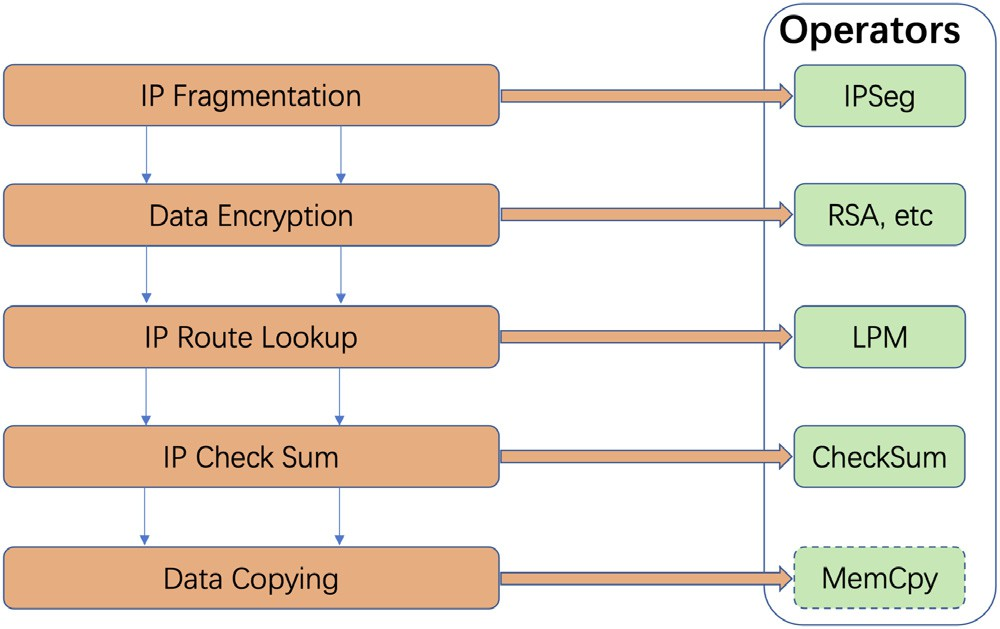 Operators
IP Fragmentation
IPSeg
Data Encryption
RSA, etc
IP Route Lookup
LPM
IP Check Sum
CheckSum
Data Copying
MemCpy